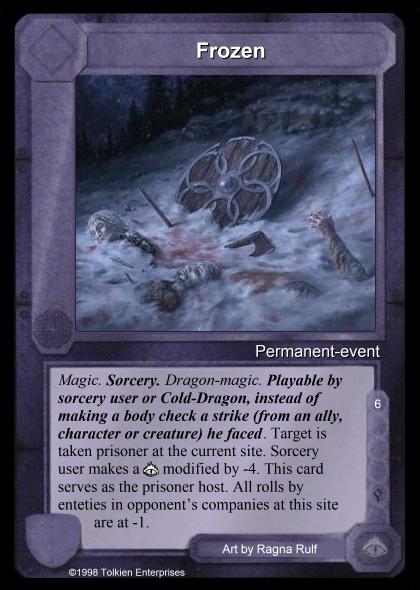 Frozen
Permanent-event
Magic. Sorcery. Dragon-magic. Playable by
sorcery user or Cold-Dragon, instead of
making a body check a strike (from an ally,
character or creature) he faced. Target is
taken prisoner at the current site. Sorcery
user makes a modified by -4. This card
serves as the prisoner host. All rolls by
enteties in opponent's companies at this site
are at -1.
6
Art by Ragna Rulf
©1998 Tolkien Enterprises